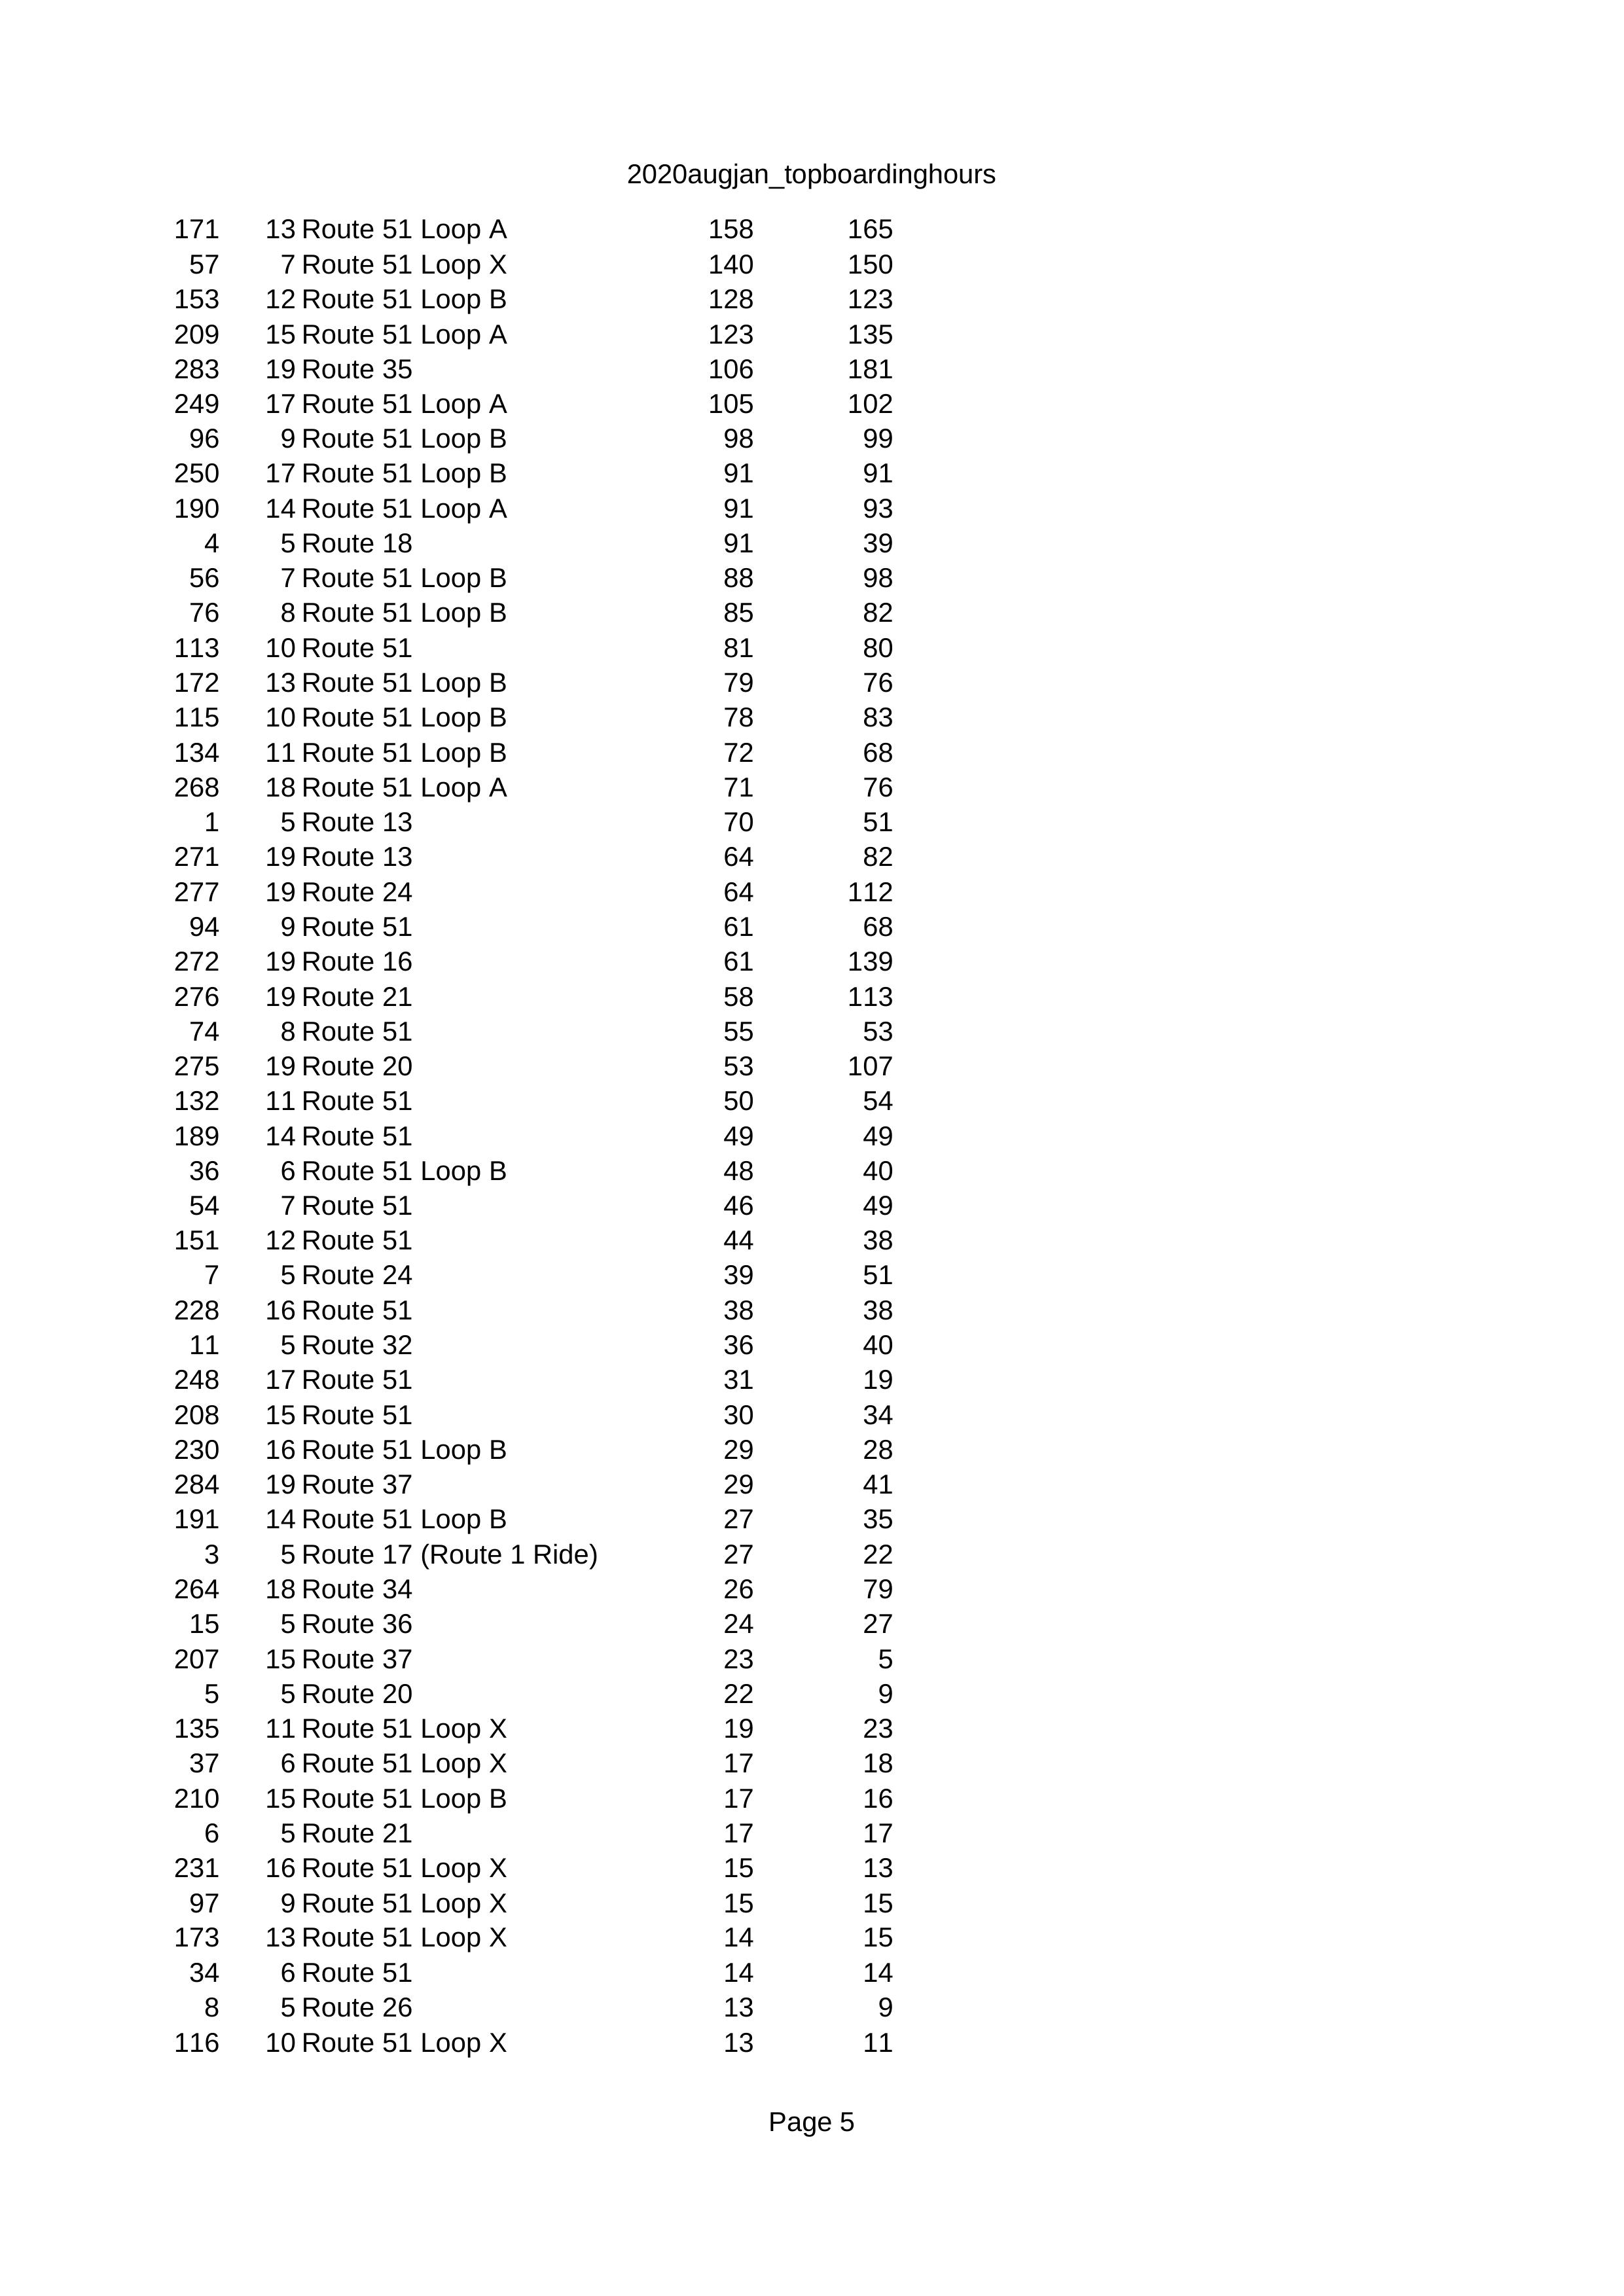 2020augjan_topboardinghours
171 13 Route 51 Loop A 158 165
57 7 Route 51 Loop X 140 150
153 12 Route 51 Loop B 128 123
209 15 Route 51 Loop A 123 135
283 19 Route 35 106 181
249 17 Route 51 Loop A 105 102
96 9 Route 51 Loop B 98 99
250 17 Route 51 Loop B 91 91
190 14 Route 51 Loop A 91 93
4 5 Route 18 91 39
56 7 Route 51 Loop B 88 98
76 8 Route 51 Loop B 85 82
113 10 Route 51 81 80
172 13 Route 51 Loop B 79 76
115 10 Route 51 Loop B 78 83
134 11 Route 51 Loop B 72 68
268 18 Route 51 Loop A 71 76
1 5 Route 13 70 51
271 19 Route 13 64 82
277 19 Route 24 64 112
94 9 Route 51 61 68
272 19 Route 16 61 139
276 19 Route 21 58 113
74 8 Route 51 55 53
275 19 Route 20 53 107
132 11 Route 51 50 54
189 14 Route 51 49 49
36 6 Route 51 Loop B 48 40
54 7 Route 51 46 49
151 12 Route 51 44 38
7 5 Route 24 39 51
228 16 Route 51 38 38
11 5 Route 32 36 40
248 17 Route 51 31 19
208 15 Route 51 30 34
230 16 Route 51 Loop B 29 28
284 19 Route 37 29 41
191 14 Route 51 Loop B 27 35
3 5 Route 17 (Route 1 Ride) 27 22
264 18 Route 34 26 79
15 5 Route 36 24 27
207 15 Route 37 23 5
5 5 Route 20 22 9
135 11 Route 51 Loop X 19 23
37 6 Route 51 Loop X 17 18
210 15 Route 51 Loop B 17 16
6 5 Route 21 17 17
231 16 Route 51 Loop X 15 13
97 9 Route 51 Loop X 15 15
173 13 Route 51 Loop X 14 15
34 6 Route 51 14 14
8 5 Route 26 13 9
116 10 Route 51 Loop X 13 11
Page 5